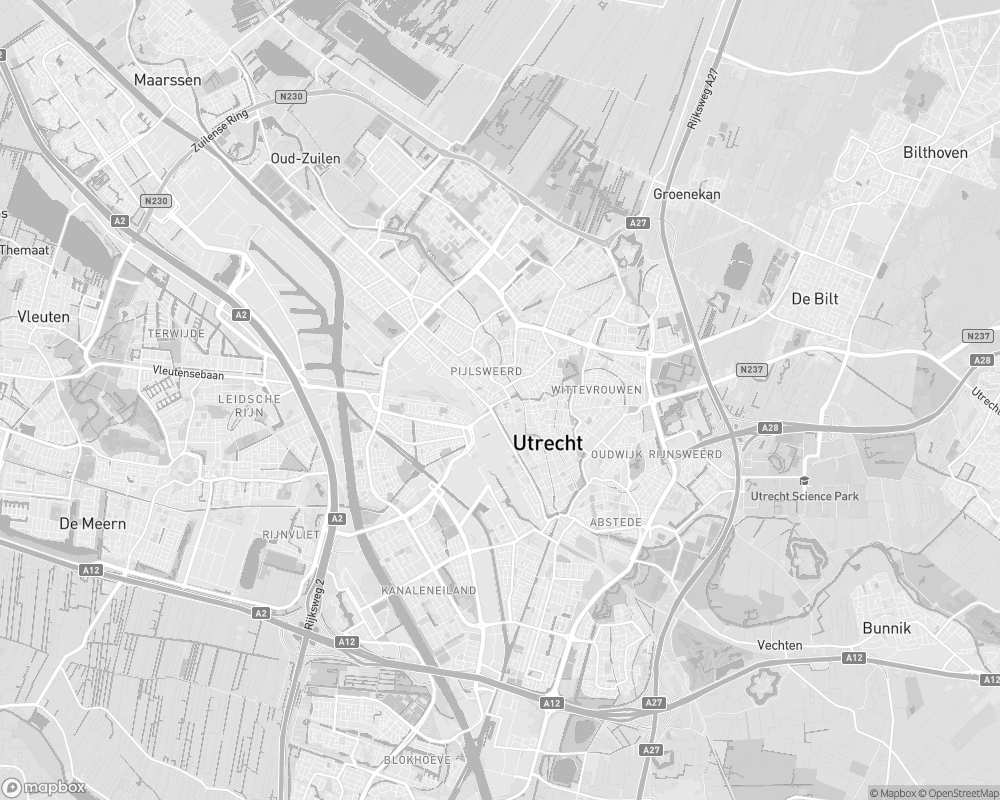 2
Maarssen
N230
Rijksweg A27
Zuilense Ring
Oud-Zuilen
Bilthoven
Groenekan
N230
A2
A27
Themaat
De Bilt
Vleuten
A2
TERWIJDE
N237
A28
Vleutensebaan
PIJLSWEERD
N237
WITTEVROUWEN
LEIDSCHE
RIJN
Utrecht
A28
Utrecht
OUDWIJK
RIJNSWEERD
Utrecht Science Park
De Meern
A2
ABSTEDE
RIJNVLIET
A12
Rijksweg 2
KANALENEILAND
A2
A12
Bunnik
Vechten
A12
A12
A12
A27
A27
BLOKHOEVE
mapbox
© Mapbox © OpenStreetMap